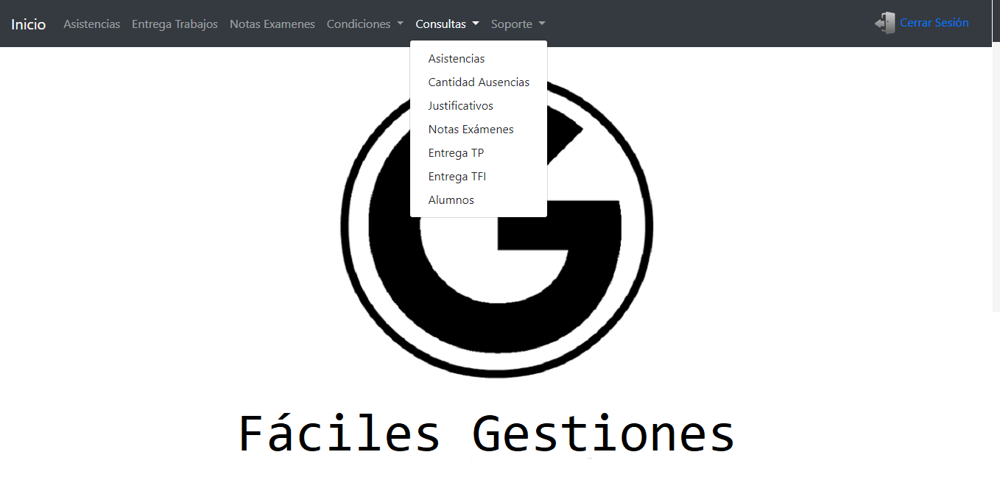 Inicio Asistencias Entrega Trabajos Notas Examenes Condiciones Consultas Soporte Cerrar Sesión
Asistencias
Cantidad Ausencias
Justificativos
Notas Exámenes
Entrega TP
Entrega TFI
Alumnos
G
Fáciles Gestiones